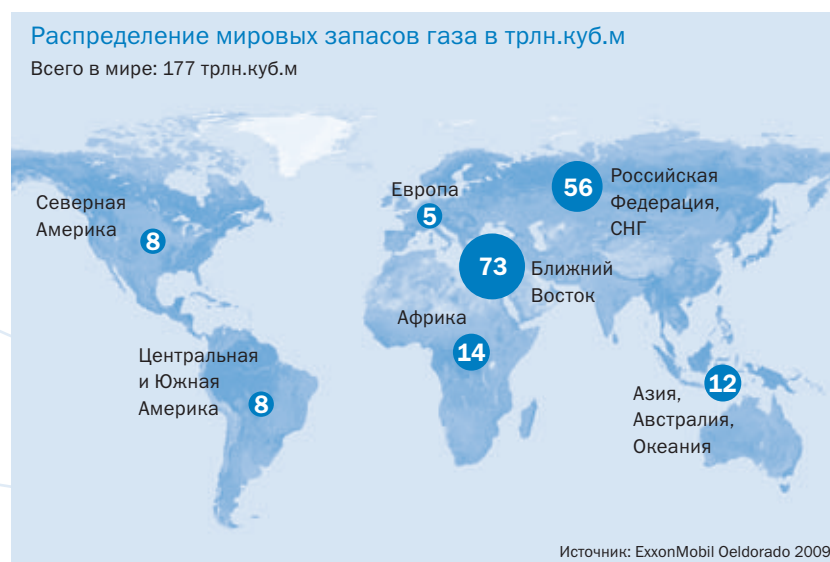 Распределение мировых запасов газа в трлн.куб.м
Всего в мире: 177 трлн.куб.м
Северная
Америка
8
Европа
5
56
Российская
Федерация,
СНГ
73
Ближний
Восток
Африка
14
Центральная
и Южная
Америка
8
12
Азия,
Австралия,
Океания
Источник: ExxonMobil Oeldorado 2009